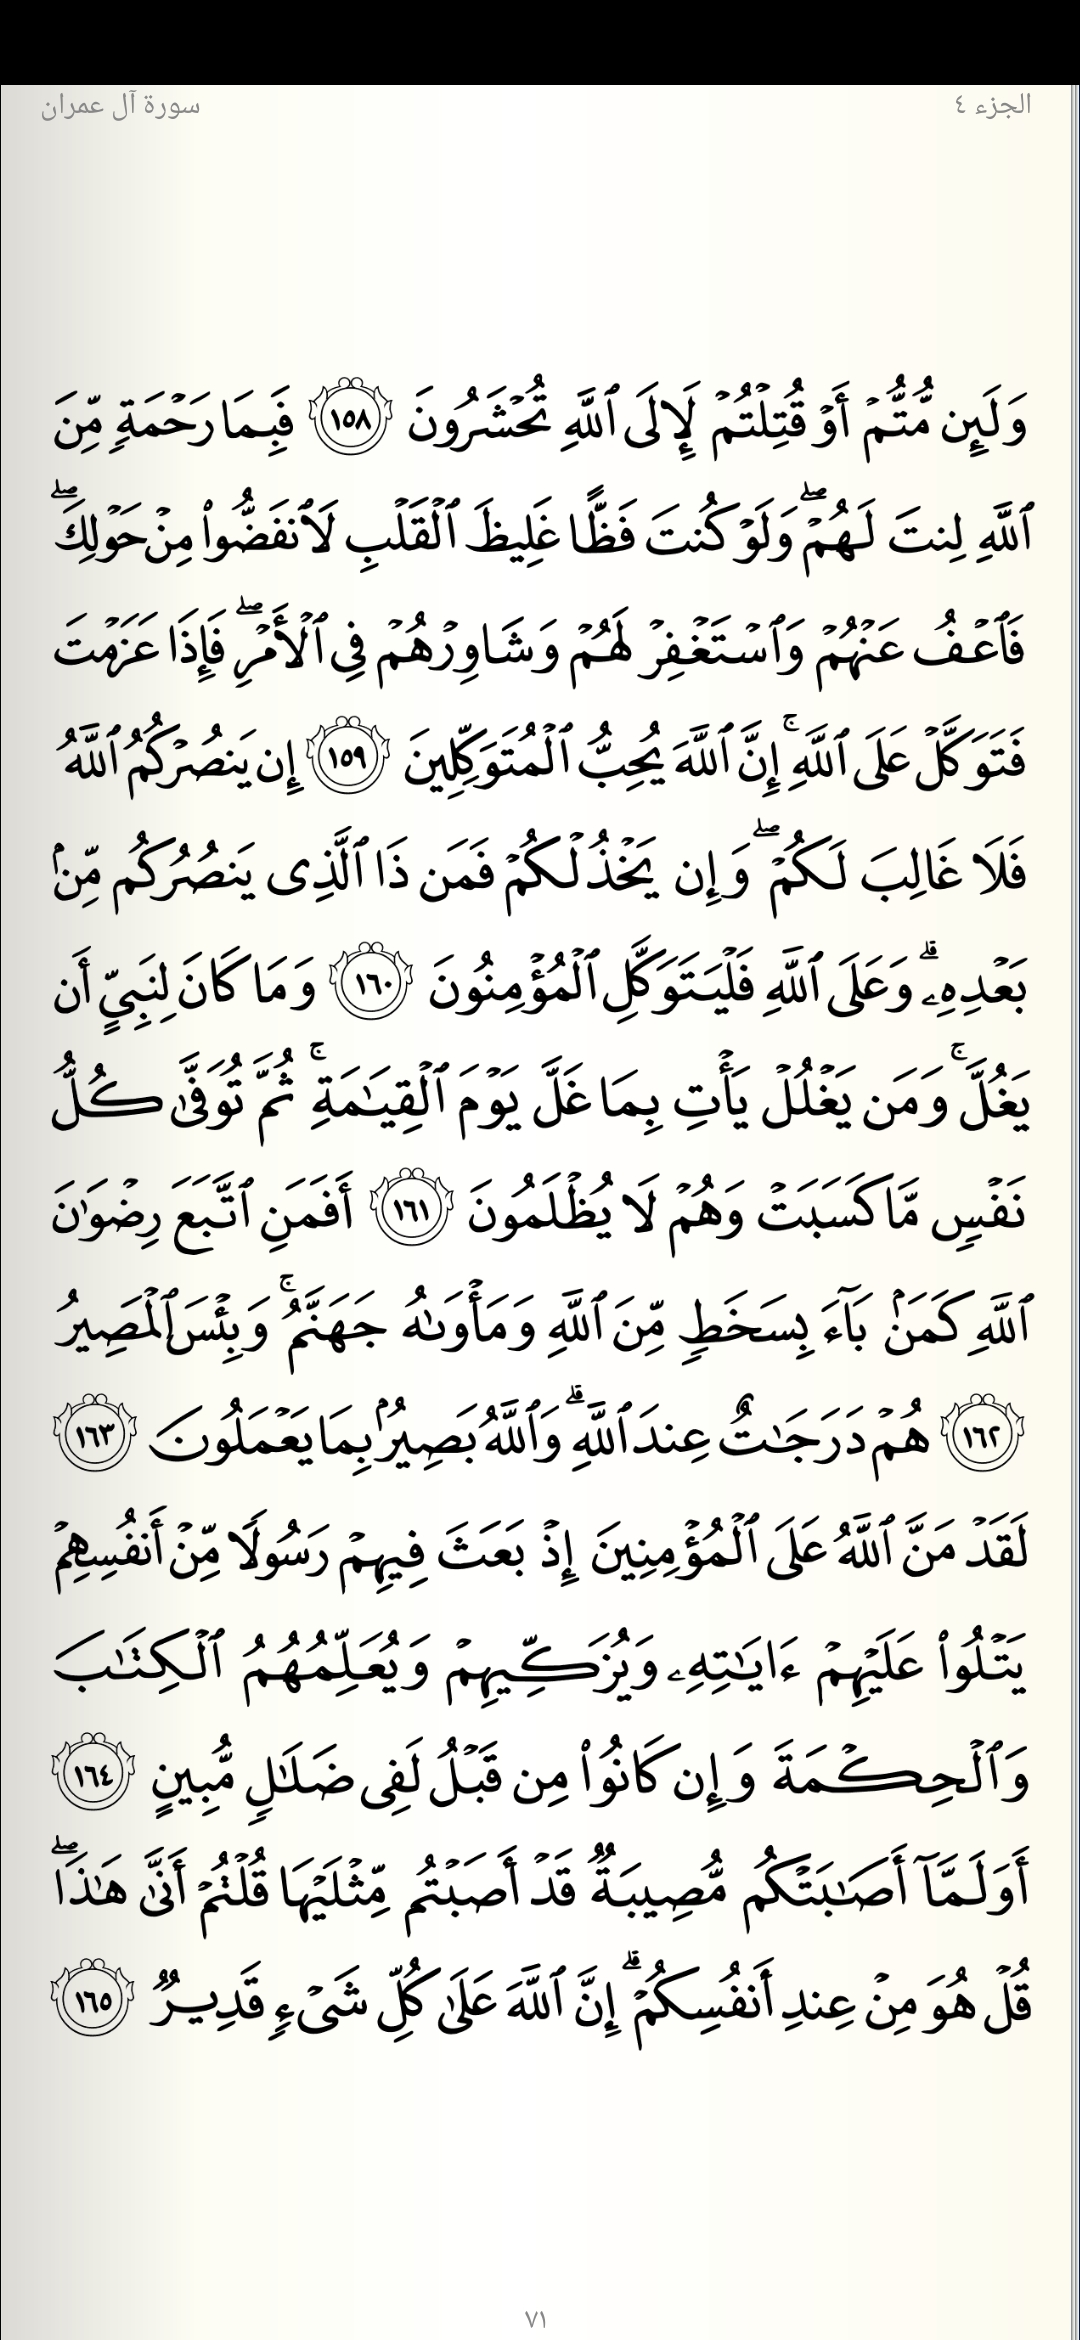 الجزء ٤
سورة آل عمران
وَلَئِن مُّتُّمۡ أَوۡ قُتِلۡتُمۡ لَإِلَى ٱللَّهِ تُحۡشَرُونَ ١٥٨ فَبِمَا رَحۡمَةٖ مِّنَ
ٱللَّهِ لِنتَ لَهُمۡۖ وَلَوۡ كُنتَ فَظًّا غَلِيظَ ٱلۡقَلۡبِ لَٱنفَضُّواْ مِنۡ حَوۡلِكَۖ
فَٱعۡفُ عَنۡهُمۡ وَٱسۡتَغۡفِرۡ لَهُمۡ وَشَاوِرۡهُمۡ فِي ٱلۡأَمۡرِۖ فَإِذَا عَزَمۡتَ
فَتَوَكَّلۡ عَلَى ٱللَّهِۚ إِنَّ ٱللَّهَ يُحِبُّ ٱلۡمُتَوَكِّلِينَ ١٥٩ إِن يَنصُرۡكُمُ ٱللَّهُ
فَلَا غَالِبَ لَكُمۡۖ وَإِن يَخۡذُلۡكُمۡ فَمَن ذَا ٱلَّذِي يَنصُرُكُم مِّنۢ
بَعۡدِهِۦۗ وَعَلَى ٱللَّهِ فَلۡيَتَوَكَّلِ ٱلۡمُؤۡمِنُونَ ١٦٠ وَمَا كَانَ لِنَبِيٍّ أَن
يَغُلَّۚ وَمَن يَغۡلُلۡ يَأۡتِ بِمَا غَلَّ يَوۡمَ ٱلۡقِيَٰمَةِۚ ثُمَّ تُوَفَّىٰ كُلُّ
نَفۡسٖ مَّا كَسَبَتۡ وَهُمۡ لَا يُظۡلَمُونَ ١٦١ أَفَمَنِ ٱتَّبَعَ رِضۡوَٰنَ
ٱللَّهِ كَمَنۢ بَآءَ بِسَخَطٖ مِّنَ ٱللَّهِ وَمَأۡوَىٰهُ جَهَنَّمُۚ وَبِئۡسَ ٱلۡمَصِيرُ
١٦٢ هُمۡ دَرَجَٰتٌ عِندَ ٱللَّهِۗ وَٱللَّهُ بَصِيرُۢ بِمَا يَعۡمَلُونَ ١٦٣
لَقَدۡ مَنَّ ٱللَّهُ عَلَى ٱلۡمُؤۡمِنِينَ إِذۡ بَعَثَ فِيهِمۡ رَسُولٗا مِّنۡ أَنفُسِهِمۡ
يَتۡلُواْ عَلَيۡهِمۡ ءَايَٰتِهِۦ وَيُزَكِّيهِمۡ وَيُعَلِّمُهُمُ ٱلۡكِتَٰبَ
وَٱلۡحِكۡمَةَ وَإِن كَانُواْ مِن قَبۡلُ لَفِي ضَلَٰلٖ مُّبِينٍ ١٦٤
أَوَلَمَّآ أَصَٰبَتۡكُم مُّصِيبَةٞ قَدۡ أَصَبۡتُم مِّثۡلَيۡهَا قُلۡتُمۡ أَنَّىٰ هَٰذَاۖ
قُلۡ هُوَ مِنۡ عِندِ أَنفُسِكُمۡۗ إِنَّ ٱللَّهَ عَلَىٰ كُلِّ شَيۡءٖ قَدِيرٞ ١٦٥
٧١